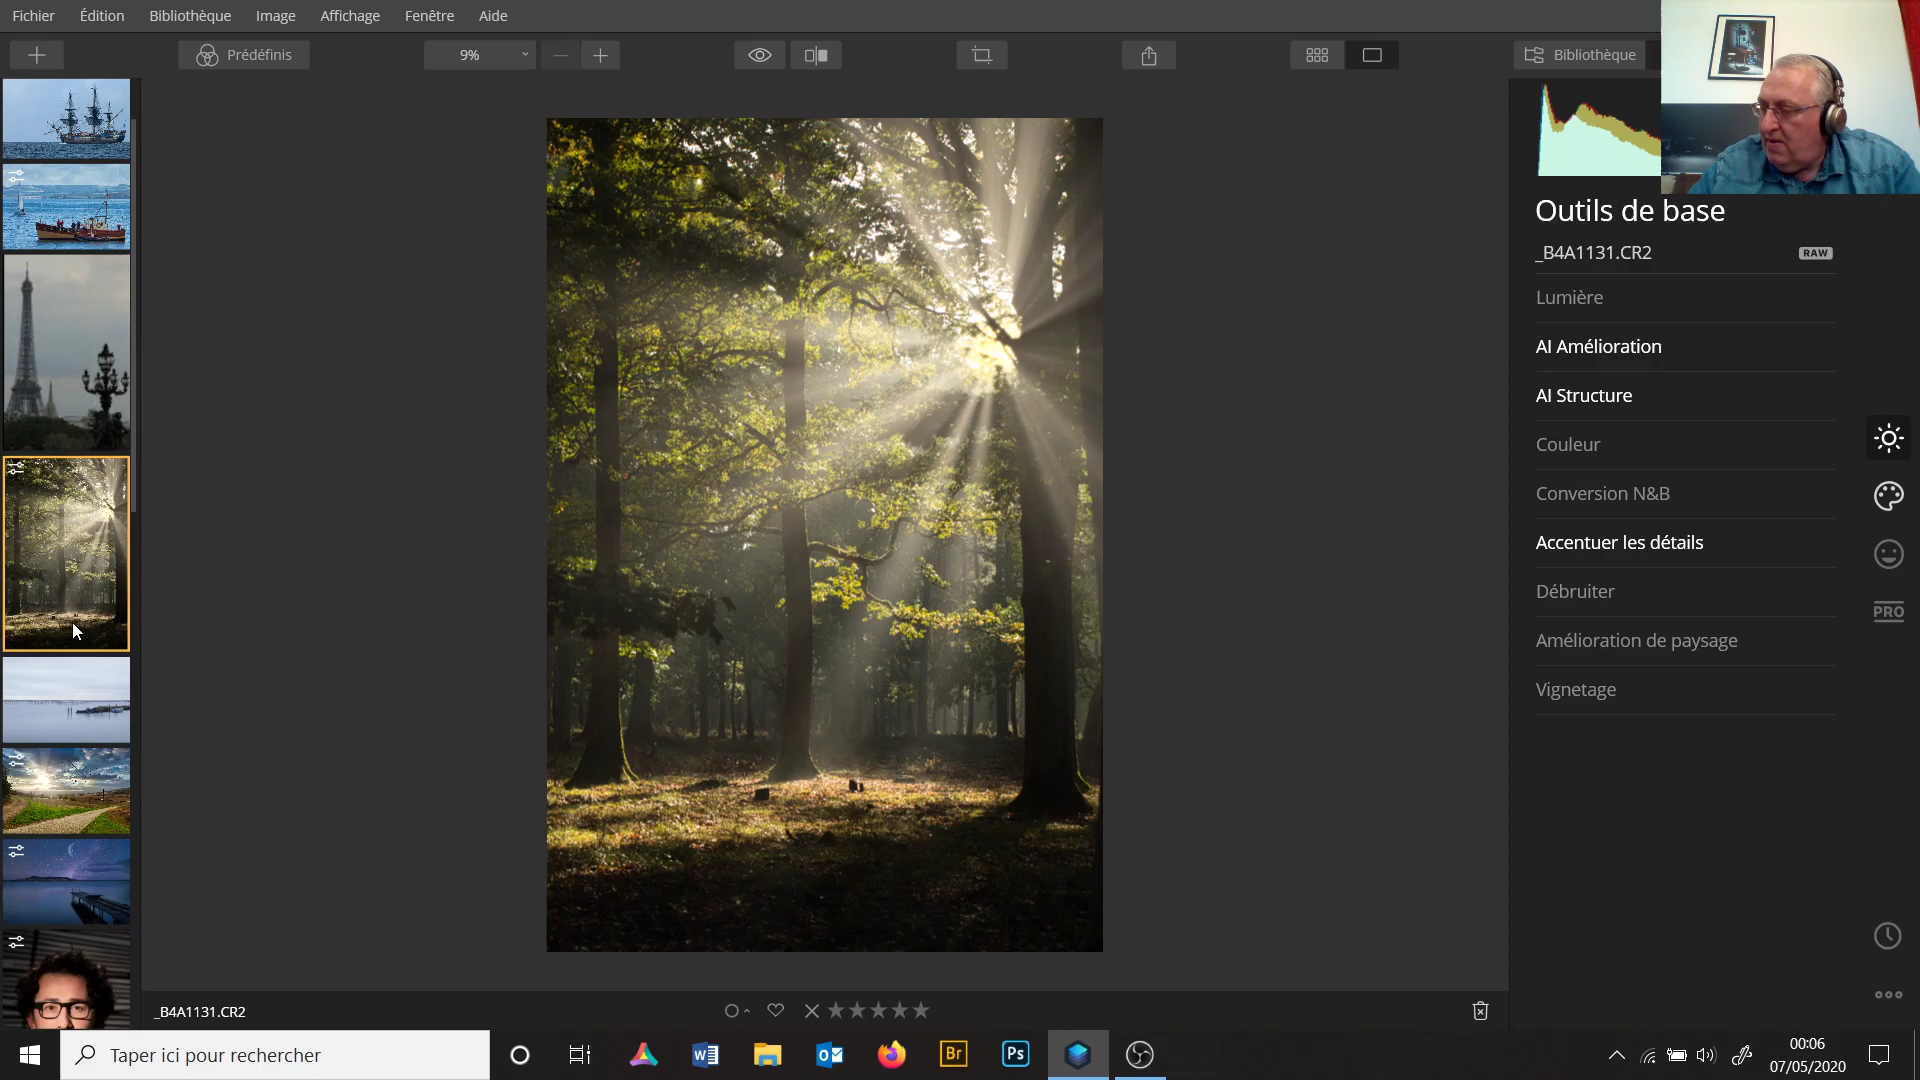 Fichier Édition Bibliothèque Image Affichage Fenêtre Aide
Prédéfinis 9% Bibliothèque
Outils de base
_B4A1131.CR2 RAW
Lumière
AI Amélioration
AI Structure
Couleur
Conversion N&B
Accentuer les détails
Débruiter
PRO
Amélioration de paysage
Vignetage
_B4A1131.CR2
Taper ici pour rechercher
Br Ps
00:06
07/05/2020